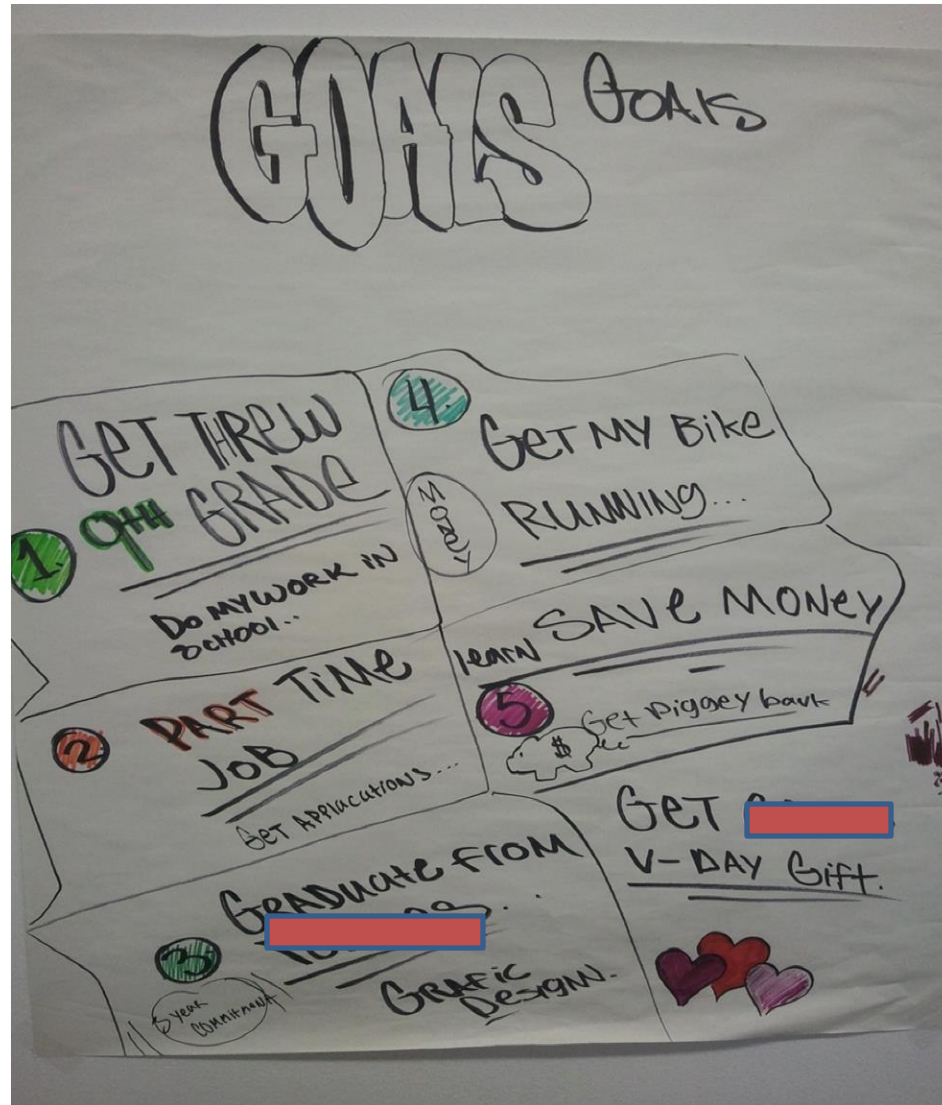 GOALS GOALS
GET THREW
1. 9TH GRADE
DO MY WORK IN
SCHOOL..
2 PART TIME
JOB
GET APPLACATIONS...
GRADUATE FROM
3
GRAFIC
DESIGN.
year
COMMITMENT
4.
GET MY BIKE
MONEY
RUNNING...
learn SAVE MONEY
5
Get piggey bank
$
GET
V-DAY Gift.